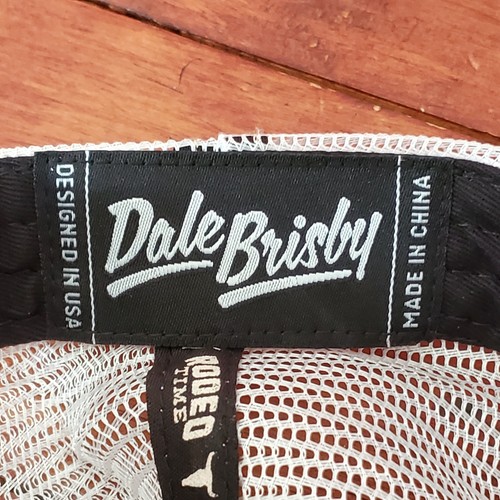 DESIGNED IN USA
Dale Brisby
MADE IN CHINA
RODEO
TIME